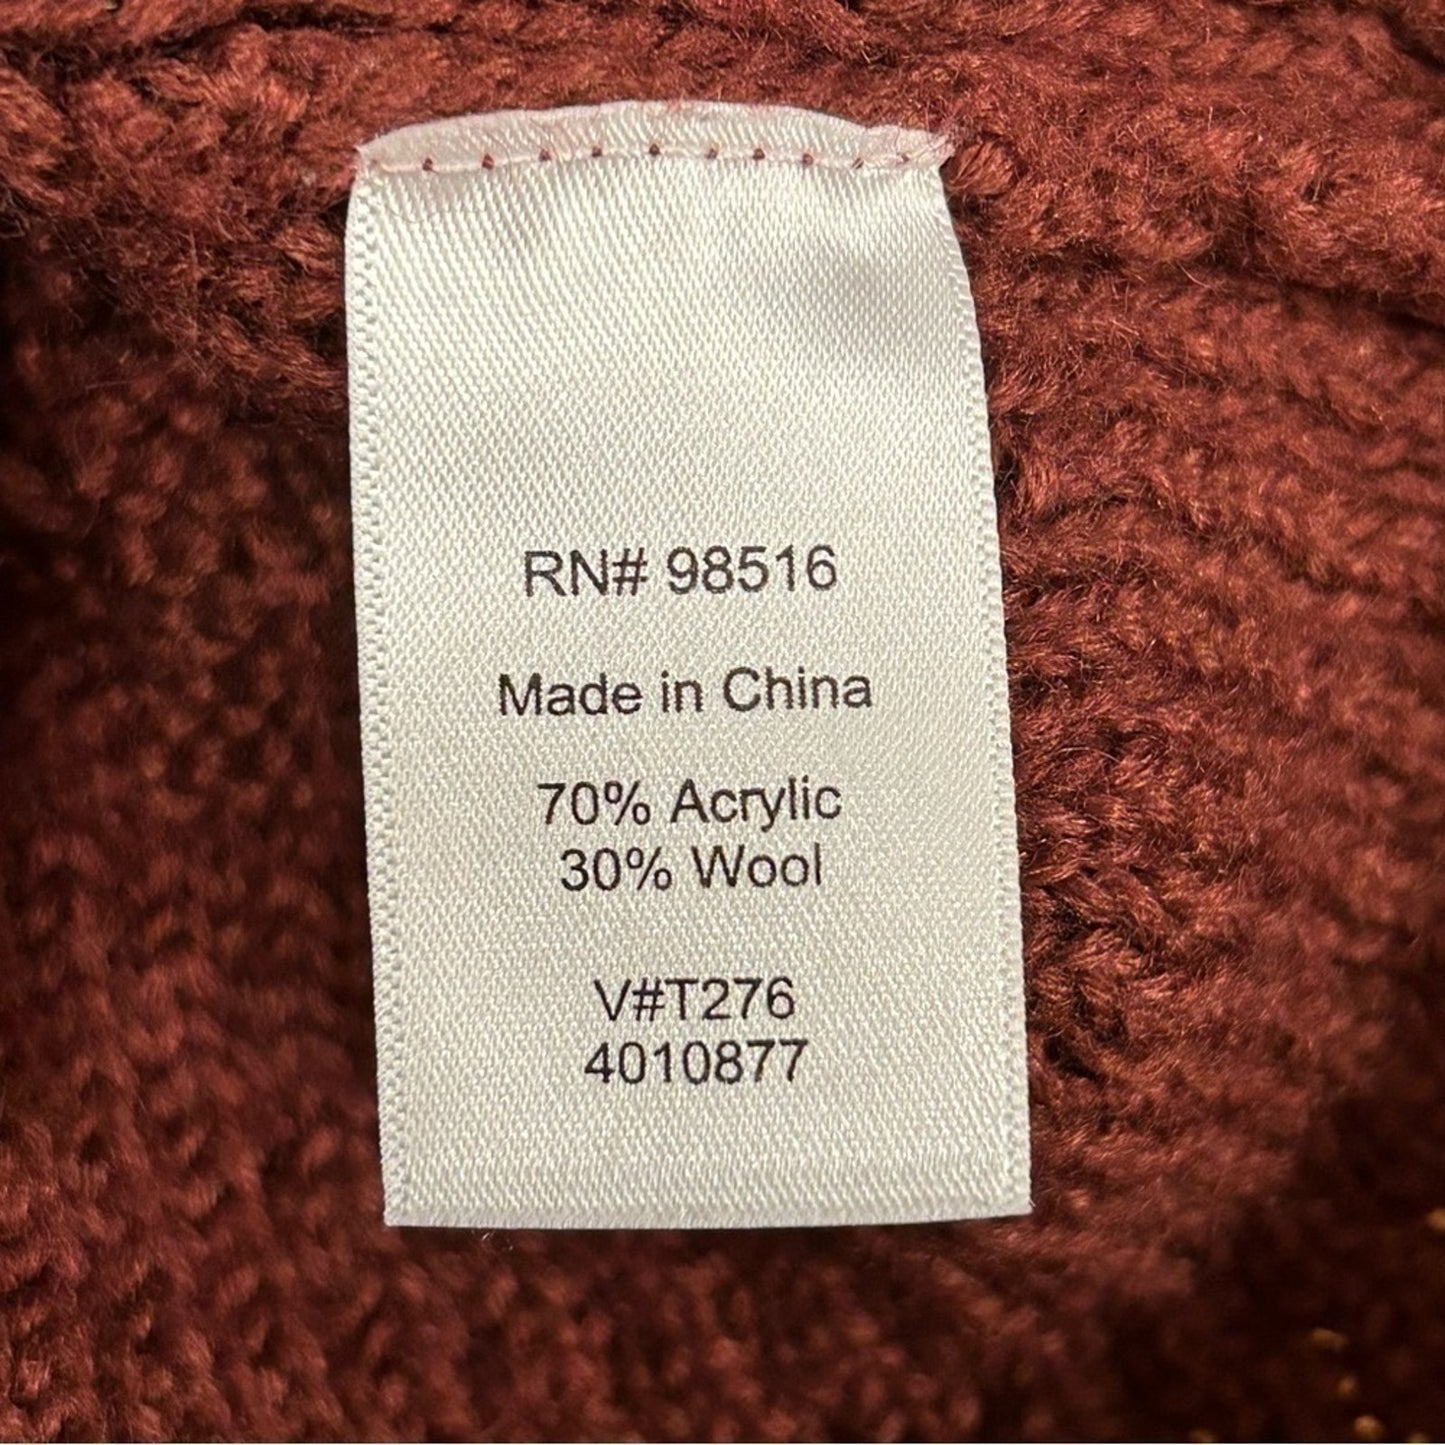 RN# 98516
Made in China
70% Acrylic
30% Wool
V#T276
4010877